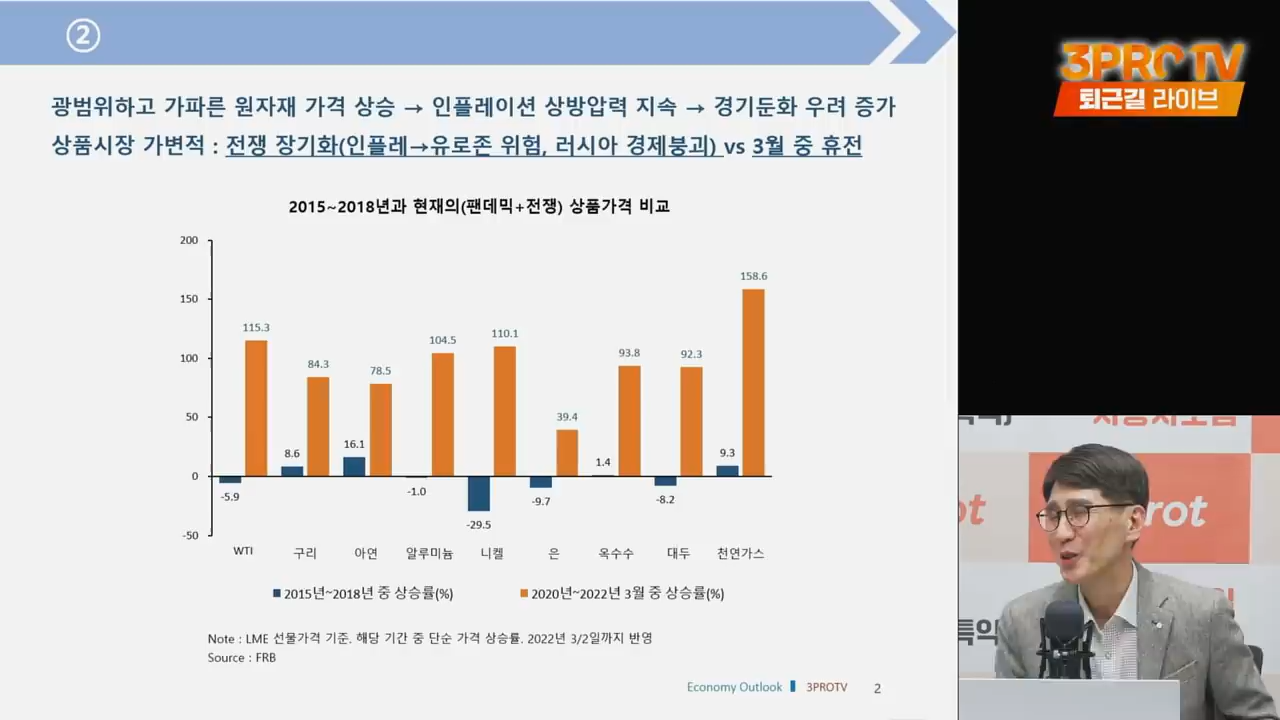 ②
광범위하고 가파른 원자재 가격 상승 → 인플레이션 상방압력 지속 → 경기둔화 우려 증가
상품시장 가변적 : 전쟁 장기화(인플레→유로존 위험, 러시아 경제붕괴) vs 3월 중 휴전
2015~2018년과 현재의(팬데믹+전쟁) 상품가격 비교
200
150
100
50
0
-50
-5.9
115.3
8.6
84.3
16.1
78.5
-1.0
104.5
-29.5
110.1
-9.7
39.4
1.4
93.8
-8.2
92.3
9.3
158.6
WTI 구리 아연 알루미늄 니켈 은 옥수수 대두 천연가스
2015년~2018년 중 상승률(%) 2020년~2022년 3월 중 상승률(%)
Note : LME 선물가격 기준. 해당 기간 중 단순 가격 상승률. 2022년 3/2일까지 반영
Source : FRB
Economy Outlook 3PROTV 2
3PRO TV
퇴근길 라이브
ot
rot
특약